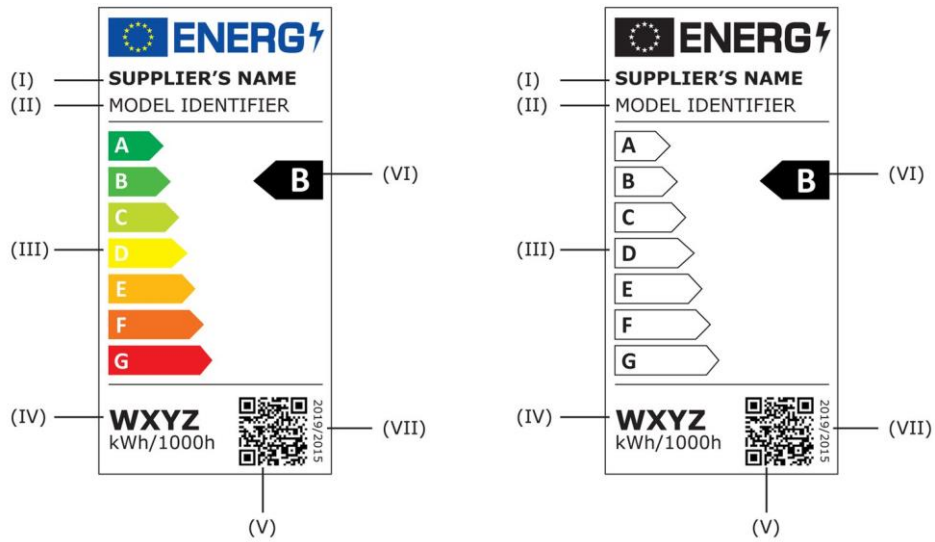 ENERG
(I) SUPPLIER'S NAME
(II) MODEL IDENTIFIER
A
B B (VI)
C
(III) D
E
F
G
(IV) WXYZ
kWh/1000h
2019/2015 (VII)
(V)
ENERG
(I) SUPPLIER'S NAME
(II) MODEL IDENTIFIER
A
B B (VI)
C
(III) D
E
F
G
(IV) WXYZ
kWh/1000h
2019/2015 (VII)
(V)